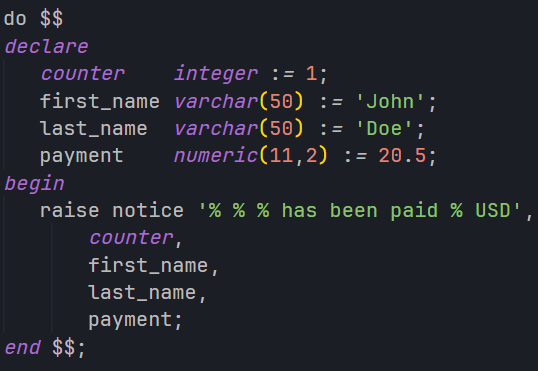 do $$
declare
   counter    integer := 1;
   first_name varchar(50) := 'John';
   last_name  varchar(50) := 'Doe';
   payment    numeric(11,2) := 20.5;
begin
   raise notice '% % % has been paid % USD',
       counter,
       first_name,
       last_name,
       payment;
end $$;